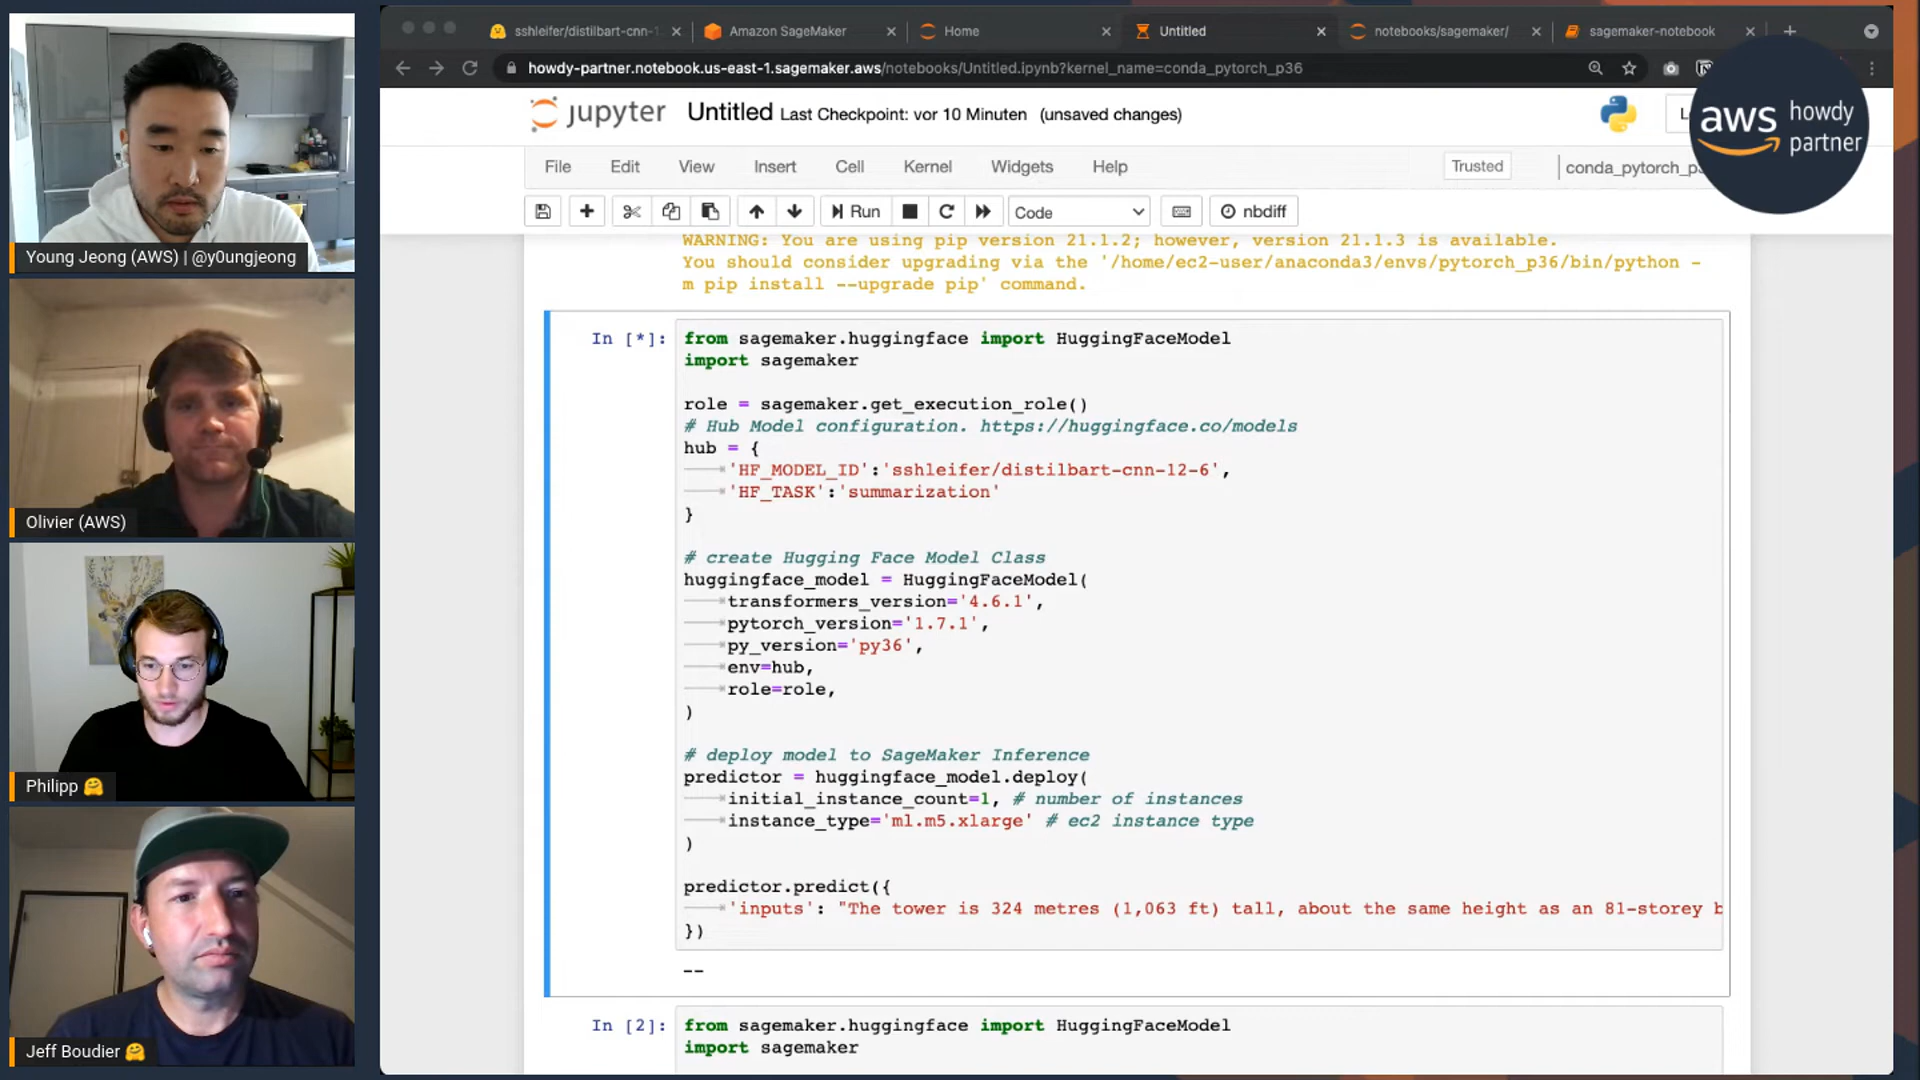 Young Jeong (AWS) | @y0ungjeong
Olivier (AWS)
Philipp 🤗
Jeff Boudier 🤗
sshleifer/distilbart-cnn-1
Amazon SageMaker
Home
Untitled
notebooks/sagemaker/
sagemaker-notebook
howdy-partner.notebook.us-east-1.sagemaker.aws/notebooks/Untitled.ipynb?kernel_name=conda_pytorch_p36
jupyter Untitled Last Checkpoint: vor 10 Minuten (unsaved changes)
aws howdy partner
File Edit View Insert Cell Kernel Widgets Help Trusted conda_pytorch_p3
Run Code nbdiff
WARNING: You are using pip version 21.1.2; however, version 21.1.3 is available.
You should consider upgrading via the '/home/ec2-user/anaconda3/envs/pytorch_p36/bin/python -
m pip install --upgrade pip' command.
In [*]: from sagemaker.huggingface import HuggingFaceModel
import sagemaker
role = sagemaker.get_execution_role()
# Hub Model configuration. https://huggingface.co/models
hub = {
'HF_MODEL_ID':'sshleifer/distilbart-cnn-12-6',
'HF_TASK':'summarization'
}
# create Hugging Face Model Class
huggingface_model = HuggingFaceModel(
transformers_version='4.6.1',
pytorch_version='1.7.1',
py_version='py36',
env=hub,
role=role,
)
# deploy model to SageMaker Inference
predictor = huggingface_model.deploy(
initial_instance_count=1, # number of instances
instance_type='ml.m5.xlarge' # ec2 instance type
)
predictor.predict({
'inputs': "The tower is 324 metres (1,063 ft) tall, about the same height as an 81-storey b
})
--
In [2]: from sagemaker.huggingface import HuggingFaceModel
import sagemaker